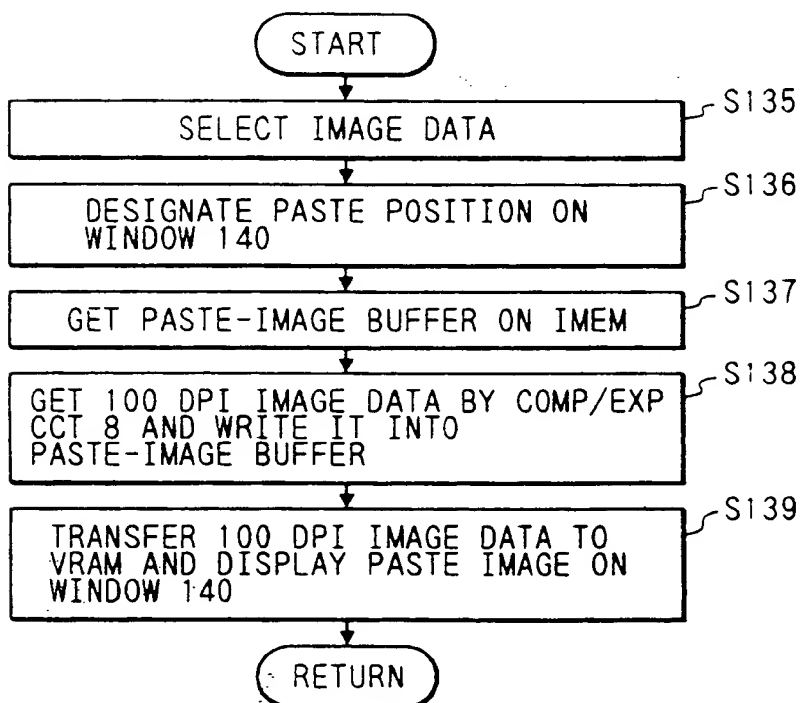 START
SELECT IMAGE DATA
S135
DESIGNATE PASTE POSITION ON
WINDOW 140
S136
GET PASTE-IMAGE BUFFER ON IMEM
S137
GET 100 DPI IMAGE DATA BY COMP/EXP
CCT 8 AND WRITE IT INTO
PASTE-IMAGE BUFFER
S138
TRANSFER 100 DPI IMAGE DATA TO
VRAM AND DISPLAY PASTE IMAGE ON
WINDOW 140
S139
RETURN